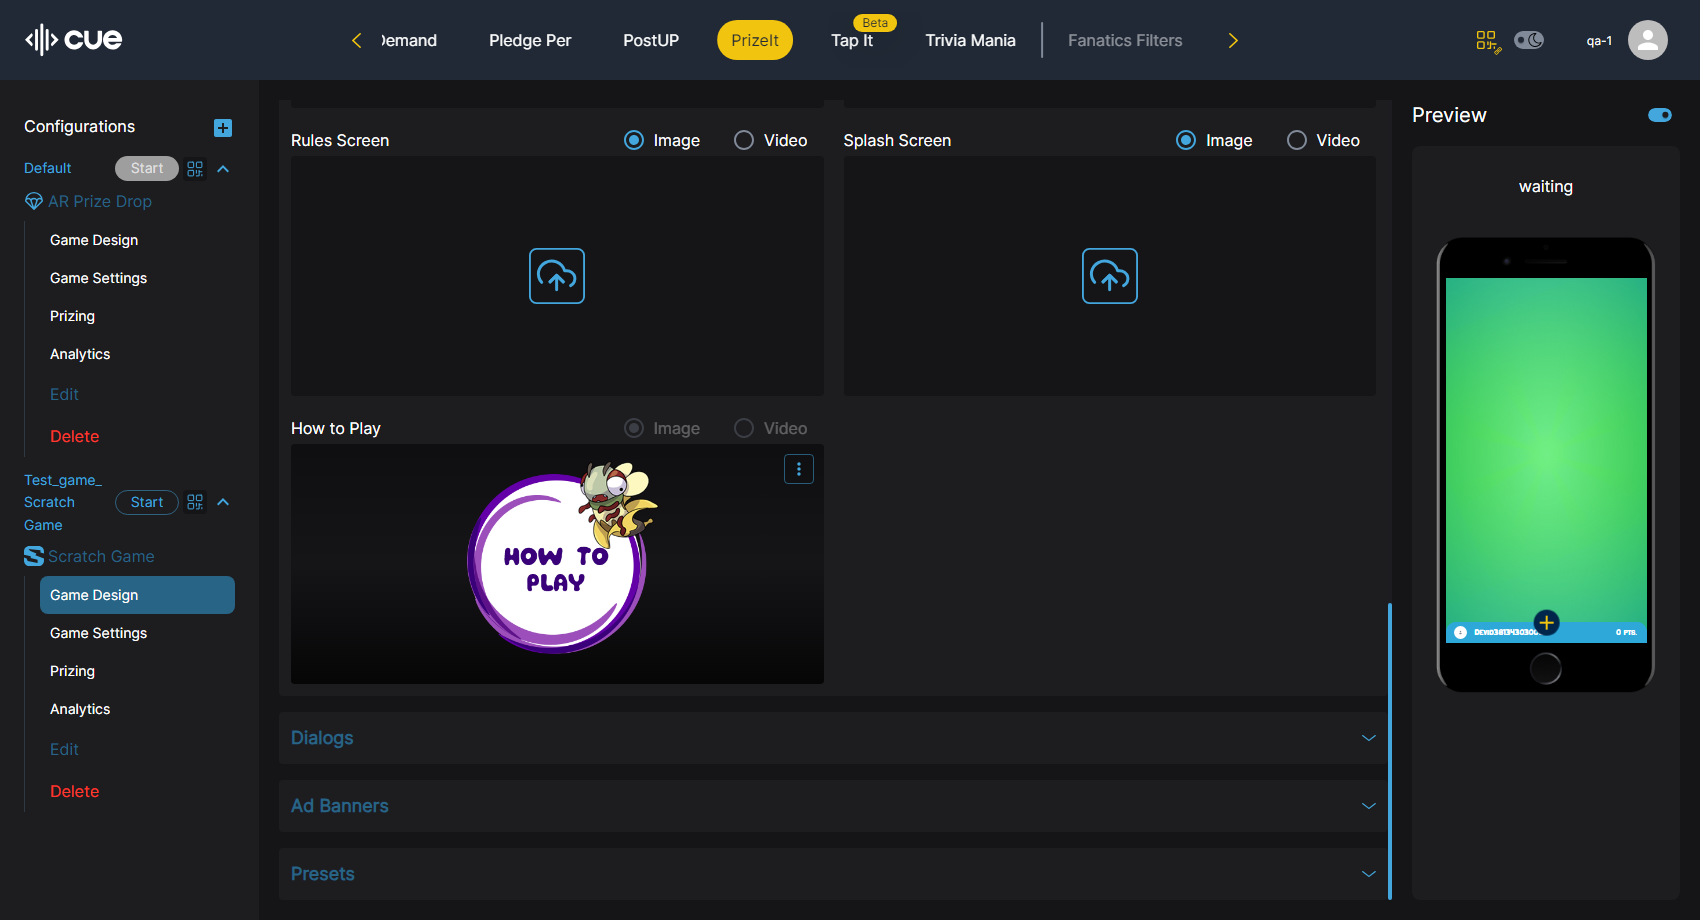 cue
Demand
Pledge Per
PostUP
PrizeIt
Beta
Tap It
Trivia Mania
Fanatics Filters
qa-1
Configurations
Default
Start
AR Prize Drop
Game Design
Game Settings
Prizing
Analytics
Edit
Delete
Test_game_
Scratch
Game
Start
Scratch Game
Game Design
Game Settings
Prizing
Analytics
Edit
Delete
Rules Screen
Image
Video
Splash Screen
Image
Video
How to Play
Image
Video
HOW TO
PLAY
Dialogs
Ad Banners
Presets
Preview
waiting
0 PTS.